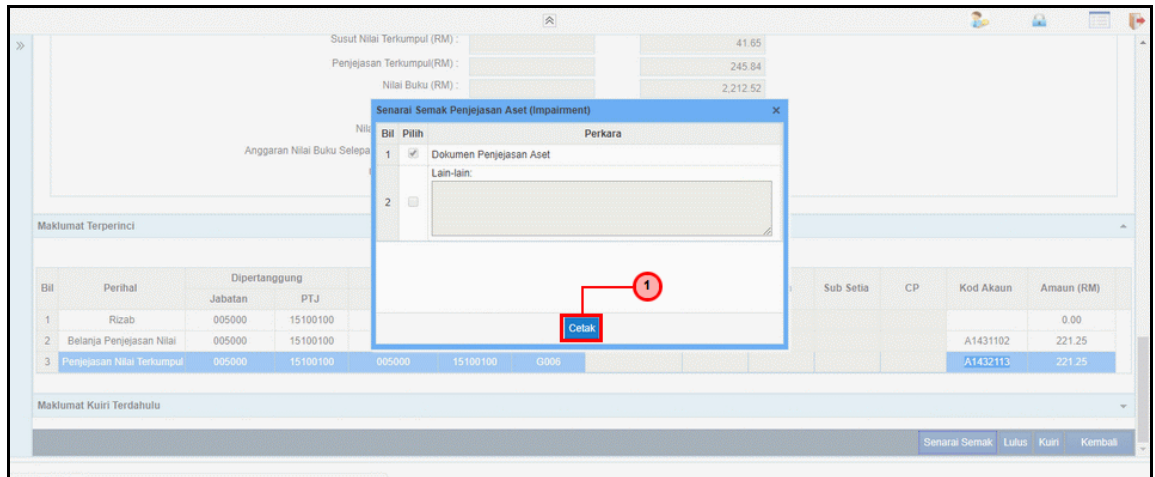 Susut Nilai Terkumpul (RM) : 41.65
Penjejasan Terkumpul(RM) : 245.84
Nilai Buku (RM) : 2,212.52
Senarai Semak Penjejasan Aset (Impairment) ×
Bil Pilih Perkara
1 Dokumen Penjejasan Aset
2 Lain-lain:
Anggaran Nilai Buku
1
Cetak
Maklumat Terperinci
Bil Perihal Dipertanggung Sub Setia CP Kod Akaun Amaun (RM)
Jabatan PTJ
1 Rizab 005000 15100100 0.00
2 Belanja Penjejasan Nilai 005000 15100100 A1431102 221.25
3 Penjejasan Nilai Terkumpul 005000 15100100 005000 15100100 G006 A1432113 221.25
Maklumat Kuiri Terdahulu
Senarai Semak Lulus Kuiri Kembali